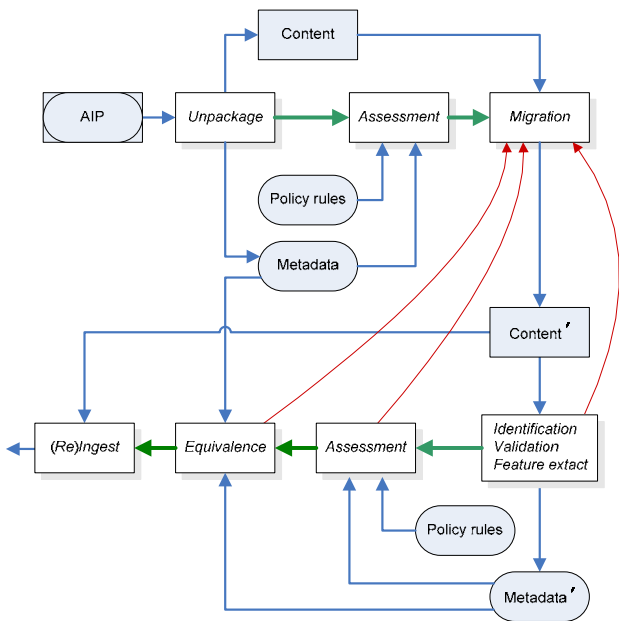 Content
AIP
Unpackage
Assessment
Migration
Policy rules
Metadata
Content′
(Re)Ingest
Equivalence
Assessment
Identification
Validation
Feature extact
Policy rules
Metadata′